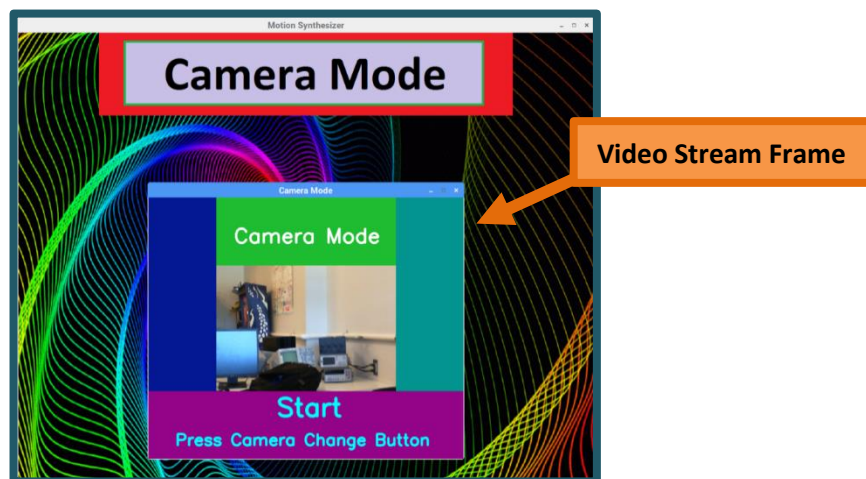 Motion Synthesizer
Camera Mode
Video Stream Frame
Camera Mode
Camera Mode
Start
Press Camera Change Button